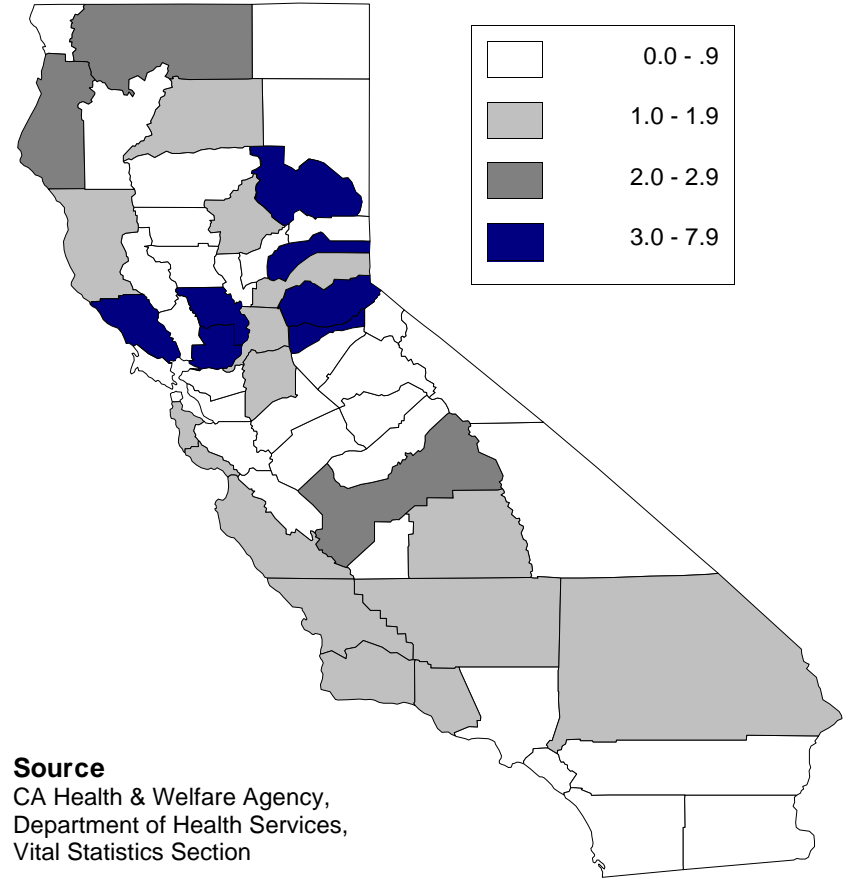 0.0 - .9
1.0 - 1.9
2.0 - 2.9
3.0 - 7.9
Source
CA Health & Welfare Agency,
Department of Health Services,
Vital Statistics Section